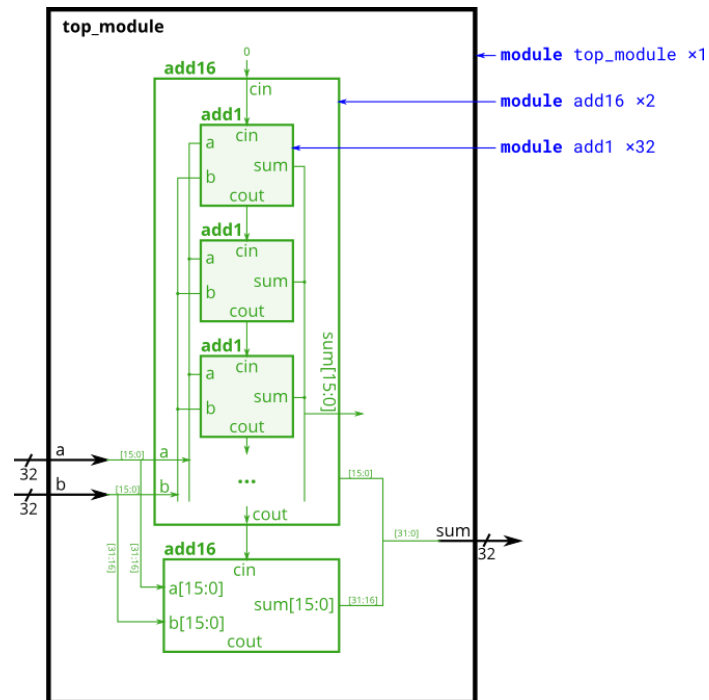 top_module
module top_module ×1
0
add16
cin
module add16 ×2
add1
cin
a
sum
b
cout
module add1 ×32
add1
cin
a
sum
b
cout
add1
cin
a
sum
b
cout
sum[15:0]
a
[15:0]
a
32
...
[15:0]
b
[15:0]
b
32
cout
sum
[31:0]
32
add16
cin
[31:16]
[31:16]
a[15:0]
sum[15:0]
[31:16]
b[15:0]
cout